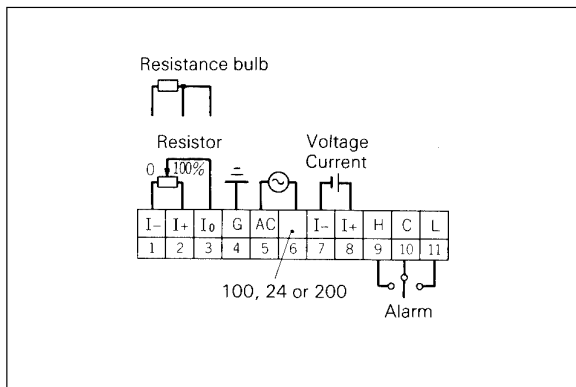 Resistance bulb
Resistor
0 100%
Voltage
Current
I- I+ I0 G AC . I- I+ H C L
1 2 3 4 5 6 7 8 9 10 11
100, 24 or 200
Alarm